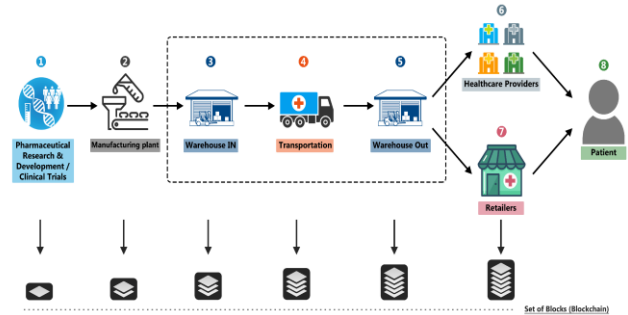 1
2
3
4
5
6
7
8
Pharmaceutical
Research &
Development /
Clinical Trials
Manufacturing plant
Warehouse IN
Transportation
Warehouse Out
Healthcare Providers
Retailers
Patient
Set of Blocks (Blockchain)